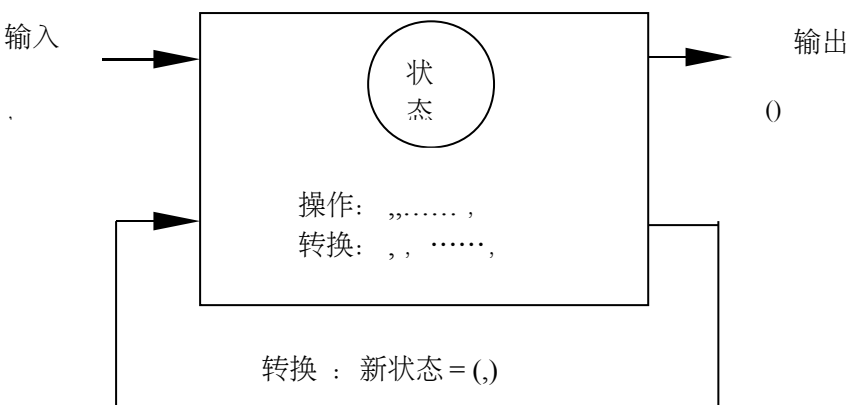 输入
输出
状
态
,
()
操作： ,,…… ,
转换： , , ……,
转换 ：新状态 = (,)